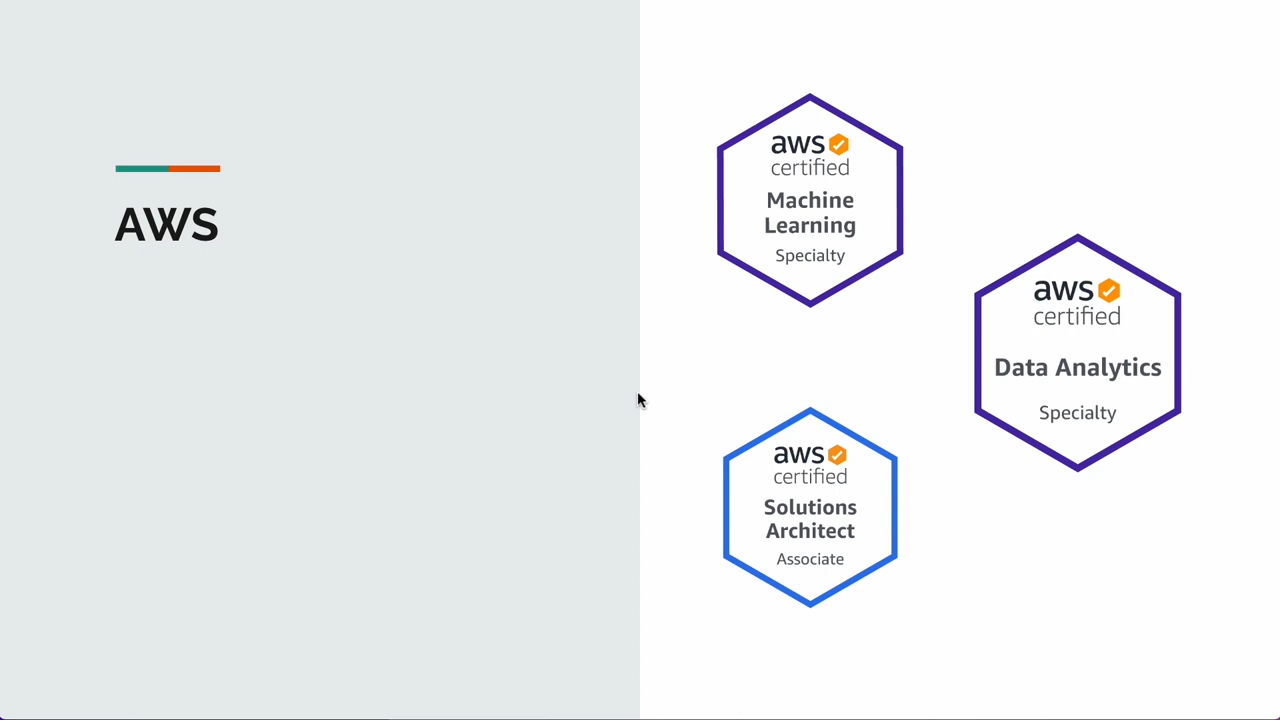 AWS
aws
certified
Machine
Learning
Specialty
aws
certified
Data Analytics
Specialty
aws
certified
Solutions
Architect
Associate